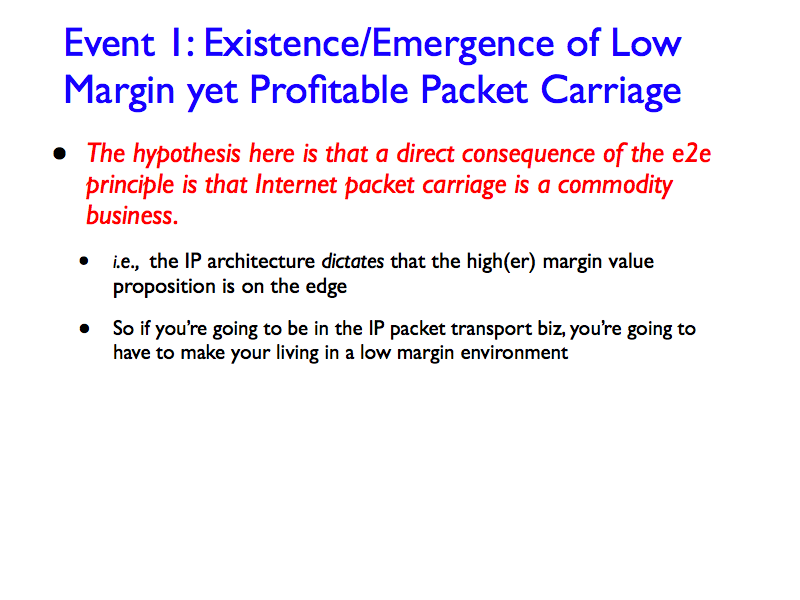 Event 1: Existence/Emergence of Low
Margin yet Profitable Packet Carriage
• The hypothesis here is that a direct consequence of the e2e
principle is that Internet packet carriage is a commodity
business.
• i.e., the IP architecture dictates that the high(er) margin value
proposition is on the edge
• So if you’re going to be in the IP packet transport biz, you’re going to
have to make your living in a low margin environment